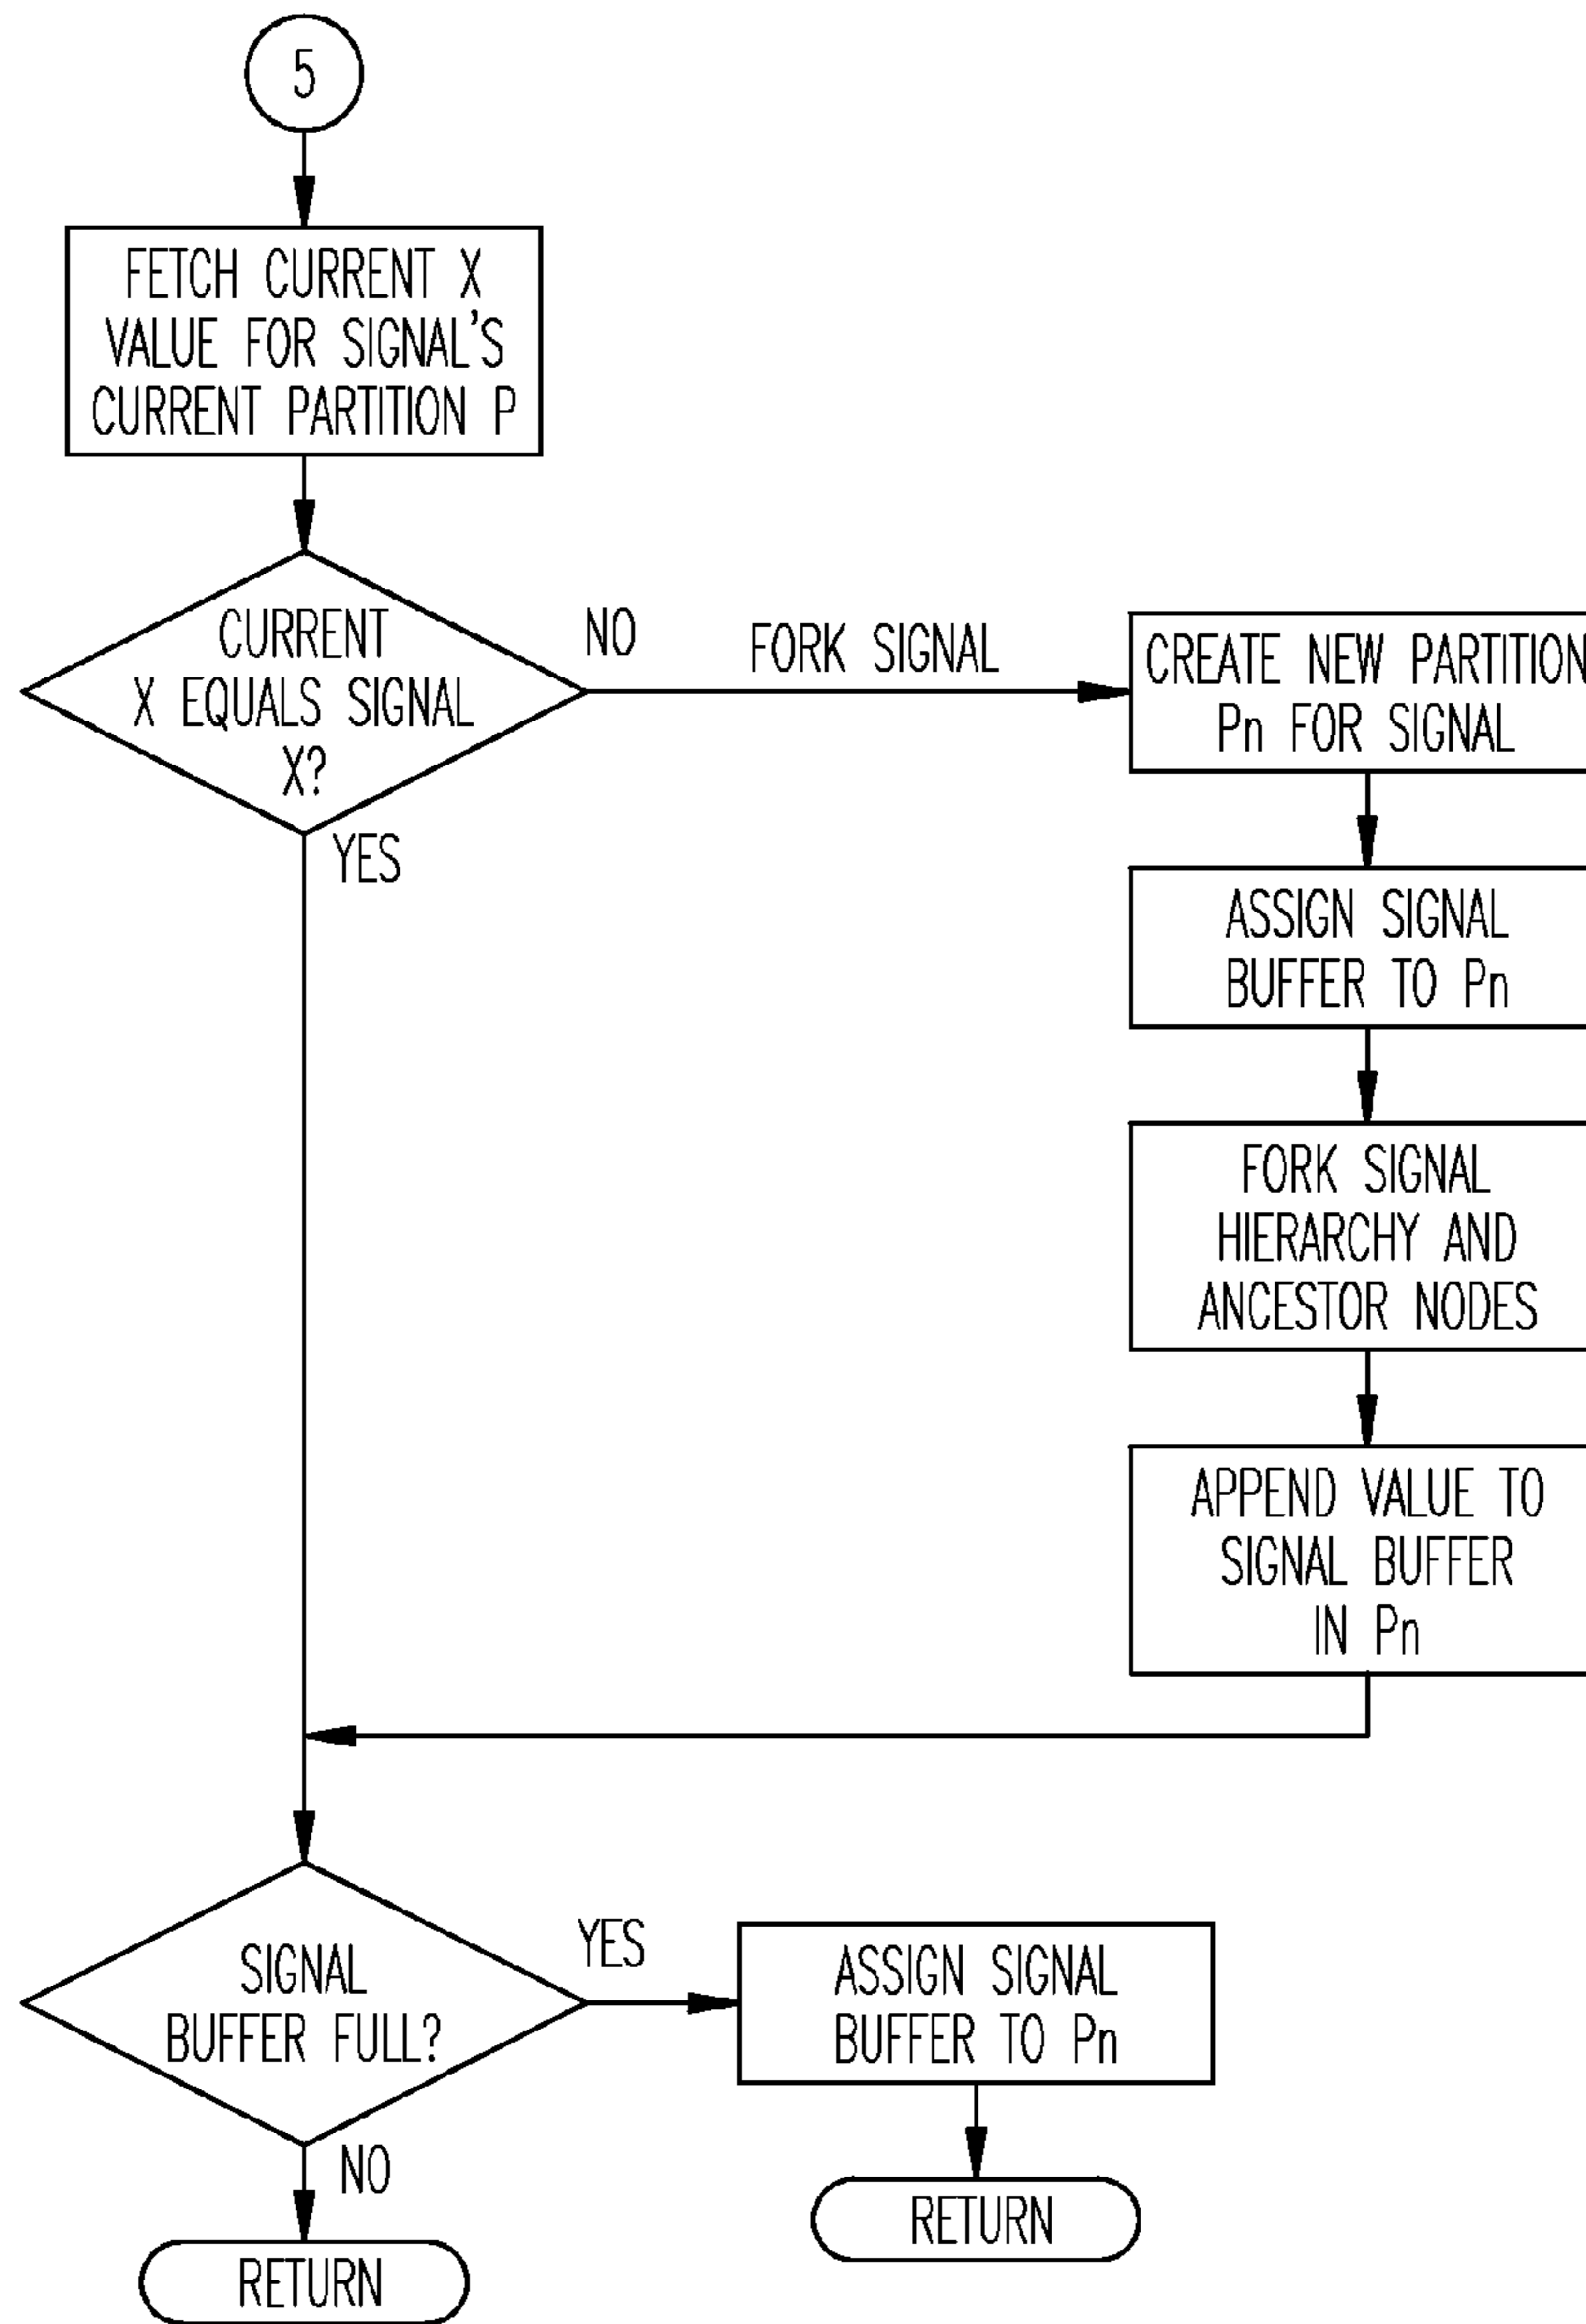 5
FETCH CURRENT X
VALUE FOR SIGNAL'S
CURRENT PARTITION P
CURRENT
X EQUALS SIGNAL
X?
NO
FORK SIGNAL
CREATE NEW PARTITION
Pn FOR SIGNAL
YES
ASSIGN SIGNAL
BUFFER TO Pn
FORK SIGNAL
HIERARCHY AND
ANCESTOR NODES
APPEND VALUE TO
SIGNAL BUFFER
IN Pn
SIGNAL
BUFFER FULL?
YES
ASSIGN SIGNAL
BUFFER TO Pn
NO
RETURN
RETURN